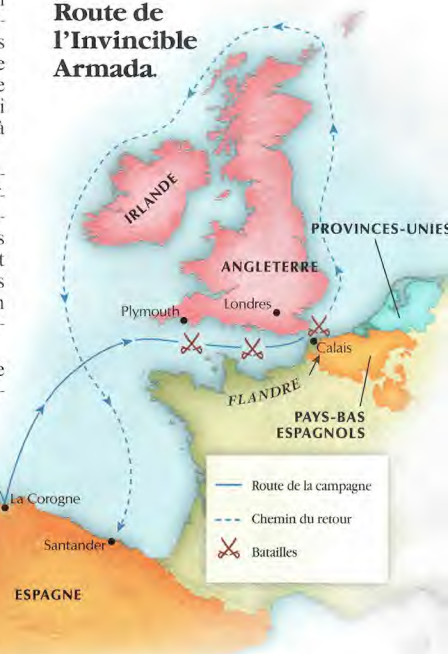 Route de
l'Invincible
Armada.
IRLANDE
PROVINCES-UNIES
ANGLETERRE
Plymouth
Londres
Calais
FLANDRE
PAYS-BAS
ESPAGNOLS
Route de la campagne
Chemin du retour
Batailles
La Corogne
Santander
ESPAGNE